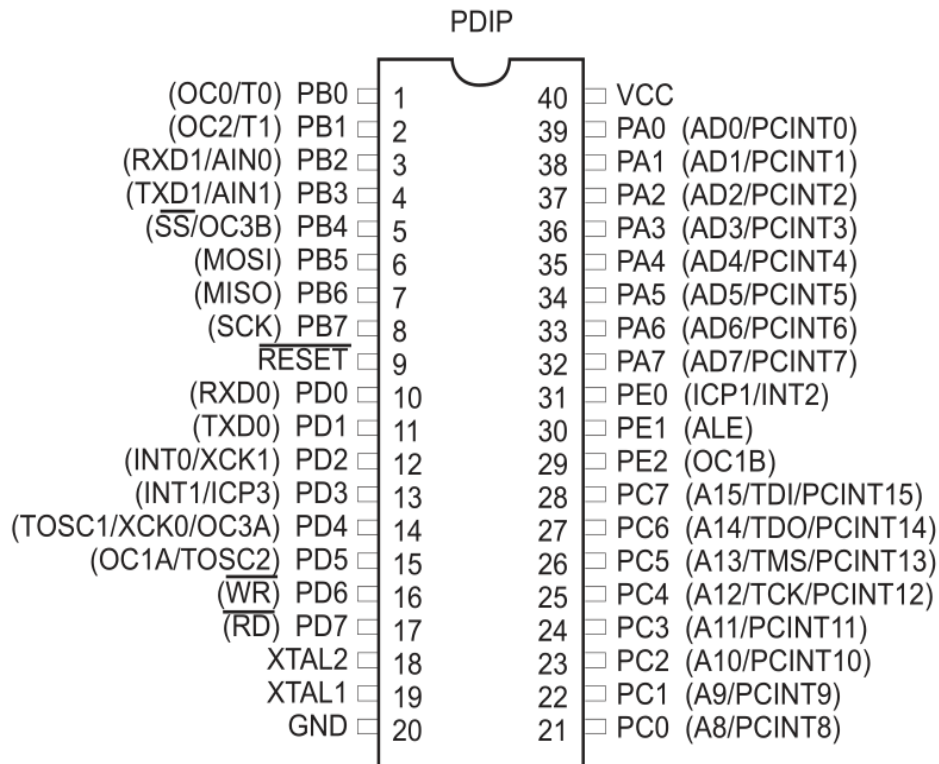 PDIP
(OC0/T0) PB0 1 40 VCC
(OC2/T1) PB1 2 39 PA0 (AD0/PCINT0)
(RXD1/AIN0) PB2 3 38 PA1 (AD1/PCINT1)
(TXD1/AIN1) PB3 4 37 PA2 (AD2/PCINT2)
(SS/OC3B) PB4 5 36 PA3 (AD3/PCINT3)
(MOSI) PB5 6 35 PA4 (AD4/PCINT4)
(MISO) PB6 7 34 PA5 (AD5/PCINT5)
(SCK) PB7 8 33 PA6 (AD6/PCINT6)
RESET 9 32 PA7 (AD7/PCINT7)
(RXD0) PD0 10 31 PE0 (ICP1/INT2)
(TXD0) PD1 11 30 PE1 (ALE)
(INT0/XCK1) PD2 12 29 PE2 (OC1B)
(INT1/ICP3) PD3 13 28 PC7 (A15/TDI/PCINT15)
(TOSC1/XCK0/OC3A) PD4 14 27 PC6 (A14/TDO/PCINT14)
(OC1A/TOSC2) PD5 15 26 PC5 (A13/TMS/PCINT13)
(WR) PD6 16 25 PC4 (A12/TCK/PCINT12)
(RD) PD7 17 24 PC3 (A11/PCINT11)
XTAL2 18 23 PC2 (A10/PCINT10)
XTAL1 19 22 PC1 (A9/PCINT9)
GND 20 21 PC0 (A8/PCINT8)